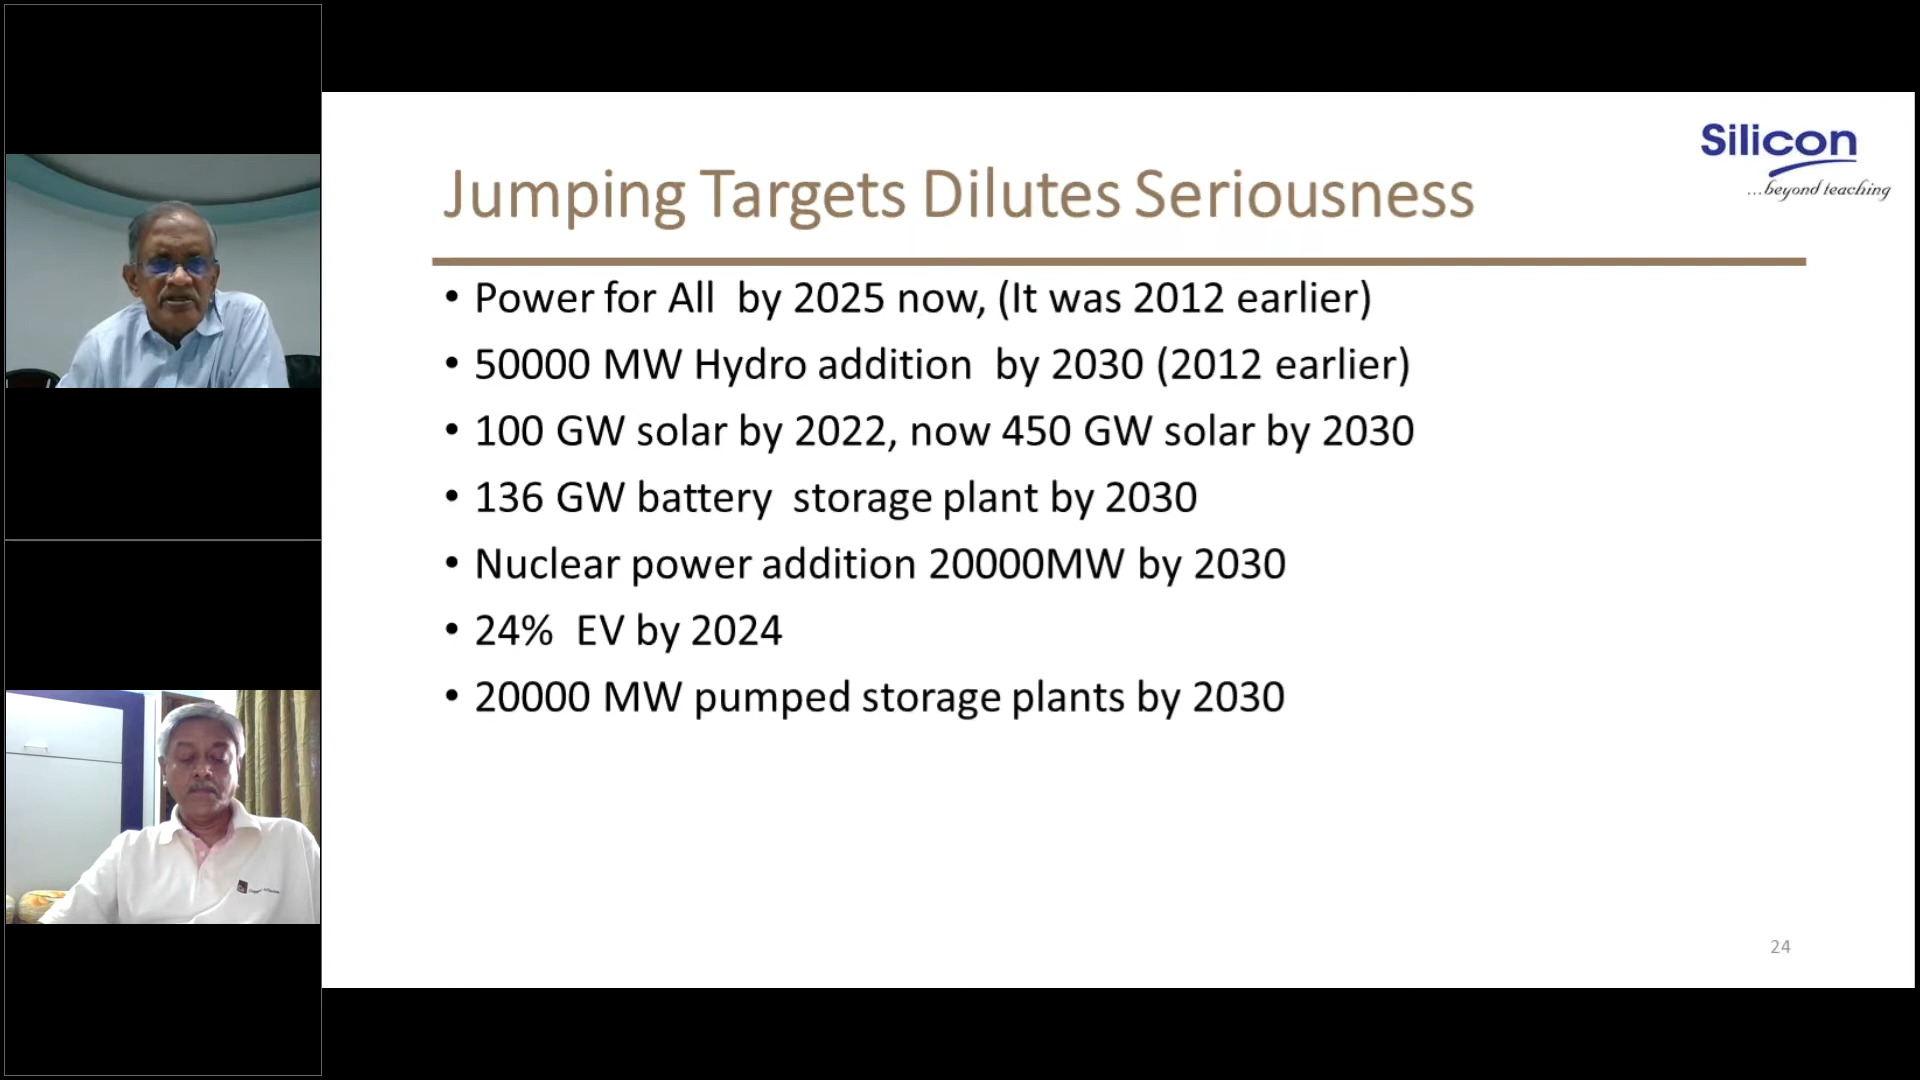 Silicon
...beyond teaching
Jumping Targets Dilutes Seriousness
• Power for All by 2025 now, (It was 2012 earlier)
• 50000 MW Hydro addition by 2030 (2012 earlier)
• 100 GW solar by 2022, now 450 GW solar by 2030
• 136 GW battery storage plant by 2030
• Nuclear power addition 20000MW by 2030
• 24% EV by 2024
• 20000 MW pumped storage plants by 2030
24